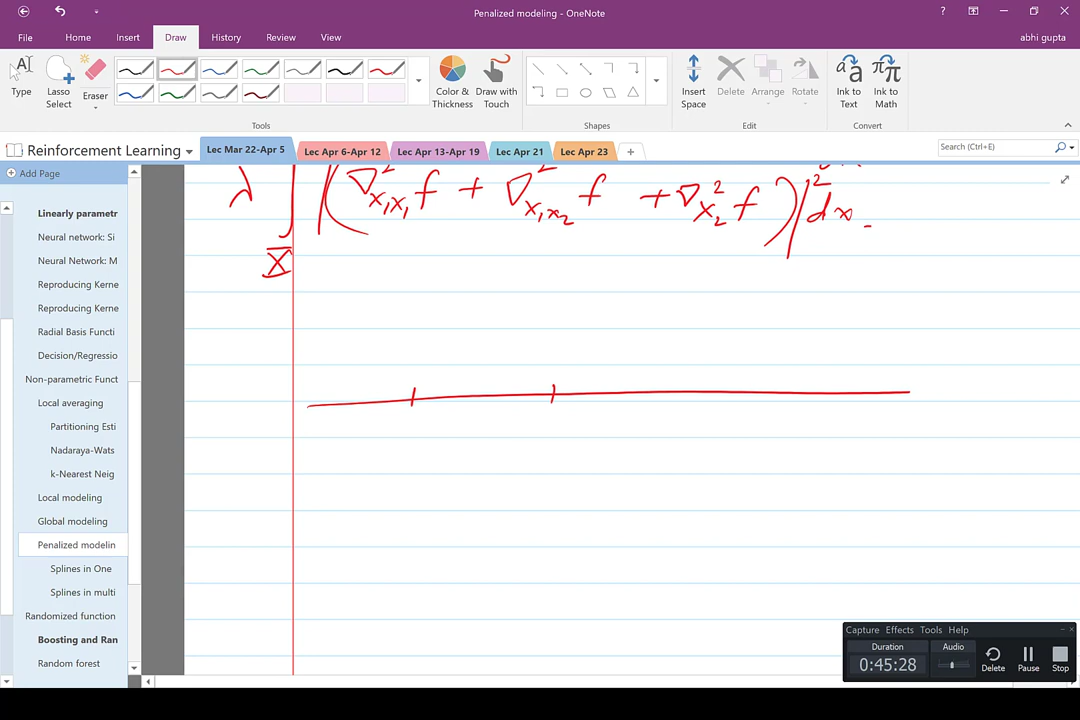 Penalized modeling - OneNote
?
File Home Insert Draw History Review View
abhi gupta
Type
Lasso Select
Eraser
Color & Thickness
Draw with Touch
Insert Space
Delete
Arrange
Rotate
Ink to Text
Ink to Math
Tools
Shapes
Edit
Convert
Reinforcement Learning
Lec Mar 22-Apr 5
Lec Apr 6-Apr 12
Lec Apr 13-Apr 19
Lec Apr 21
Lec Apr 23
Search (Ctrl+E)
Add Page
Linearly parametr
Neural network: Si
Neural Network: M
Reproducing Kerne
Reproducing Kerne
Radial Basis Functi
Decision/Regressio
Non-parametric Funct
Local averaging
Partitioning Esti
Nadaraya-Wats
k-Nearest Neig
Local modeling
Global modeling
Penalized modelin
Splines in One
Splines in multi
Randomized function
Boosting and Ran
Random forest
λ ∫ |(∇²x₁x₁ f + ∇²x₁x₂ f + ∇²x₂ f)|² dx
X
Capture Effects Tools Help
Duration
0:45:28
Audio
Delete
Pause
Stop